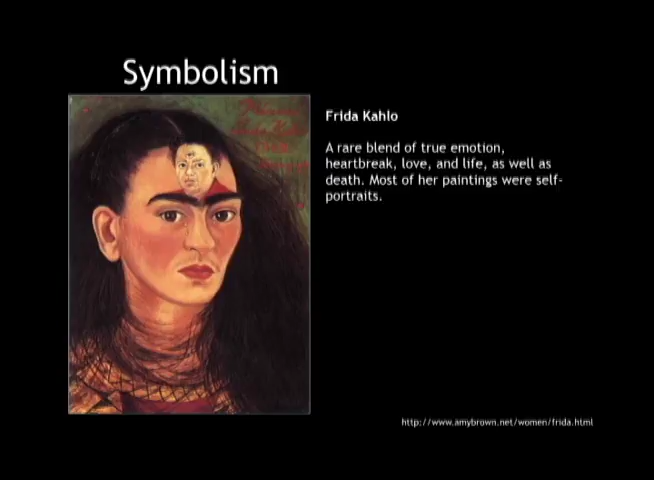 Symbolism
Frida Kahlo
A rare blend of true emotion,
heartbreak, love, and life, as well as
death. Most of her paintings were self-
portraits.
http://www.amybrown.net/women/frida.html